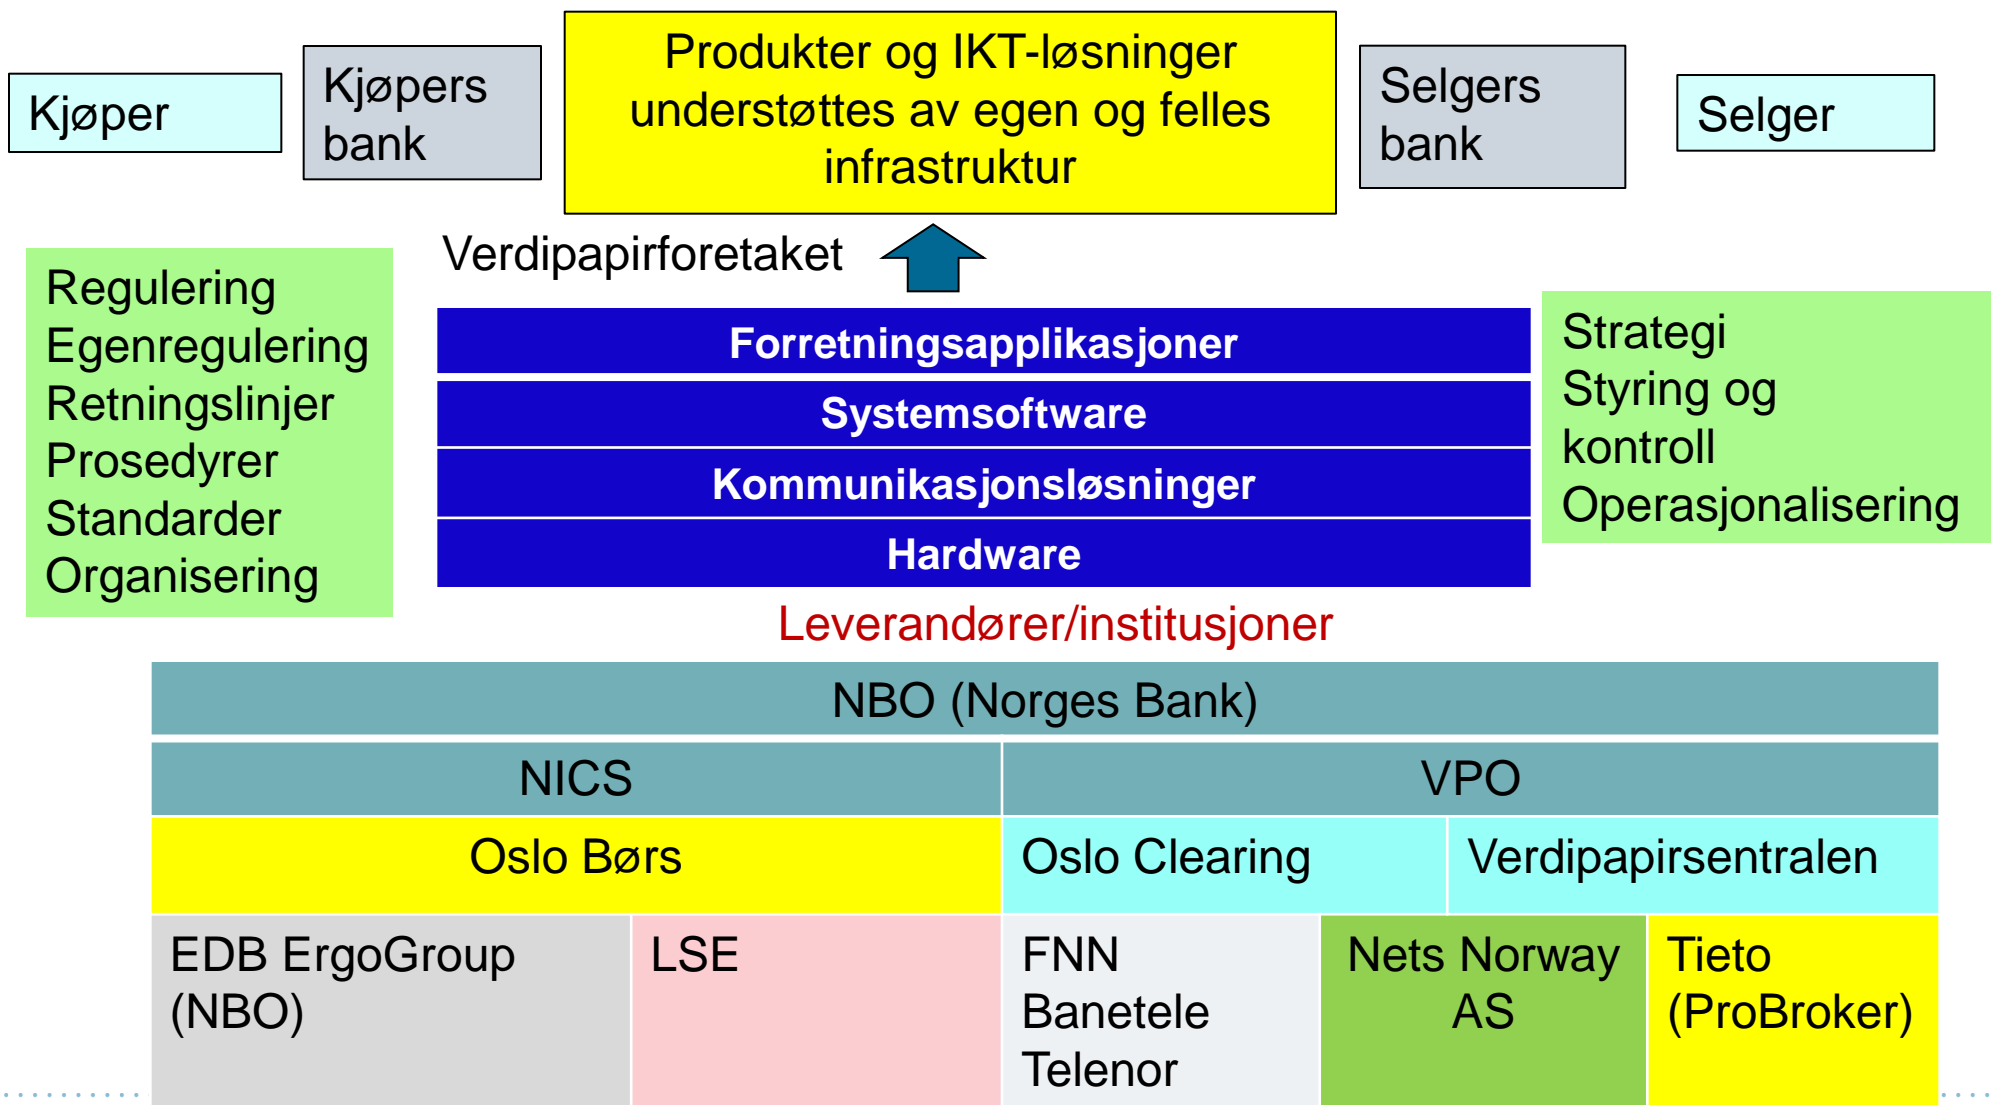 Kjøper
Kjøpers
bank
Produkter og IKT-løsninger
understøttes av egen og felles
infrastruktur
Selgers
bank
Selger
Verdipapirforetaket
Regulering
Egenregulering
Retningslinjer
Prosedyrer
Standarder
Organisering
Forretningsapplikasjoner
Systemsoftware
Kommunikasjonsløsninger
Hardware
Strategi
Styring og
kontroll
Operasjonalisering
Leverandører/institusjoner
NBO (Norges Bank)
NICS
VPO
Oslo Børs
Oslo Clearing
Verdipapirsentralen
EDB ErgoGroup
(NBO)
LSE
FNN
Banetele
Telenor
Nets Norway
AS
Tieto
(ProBroker)